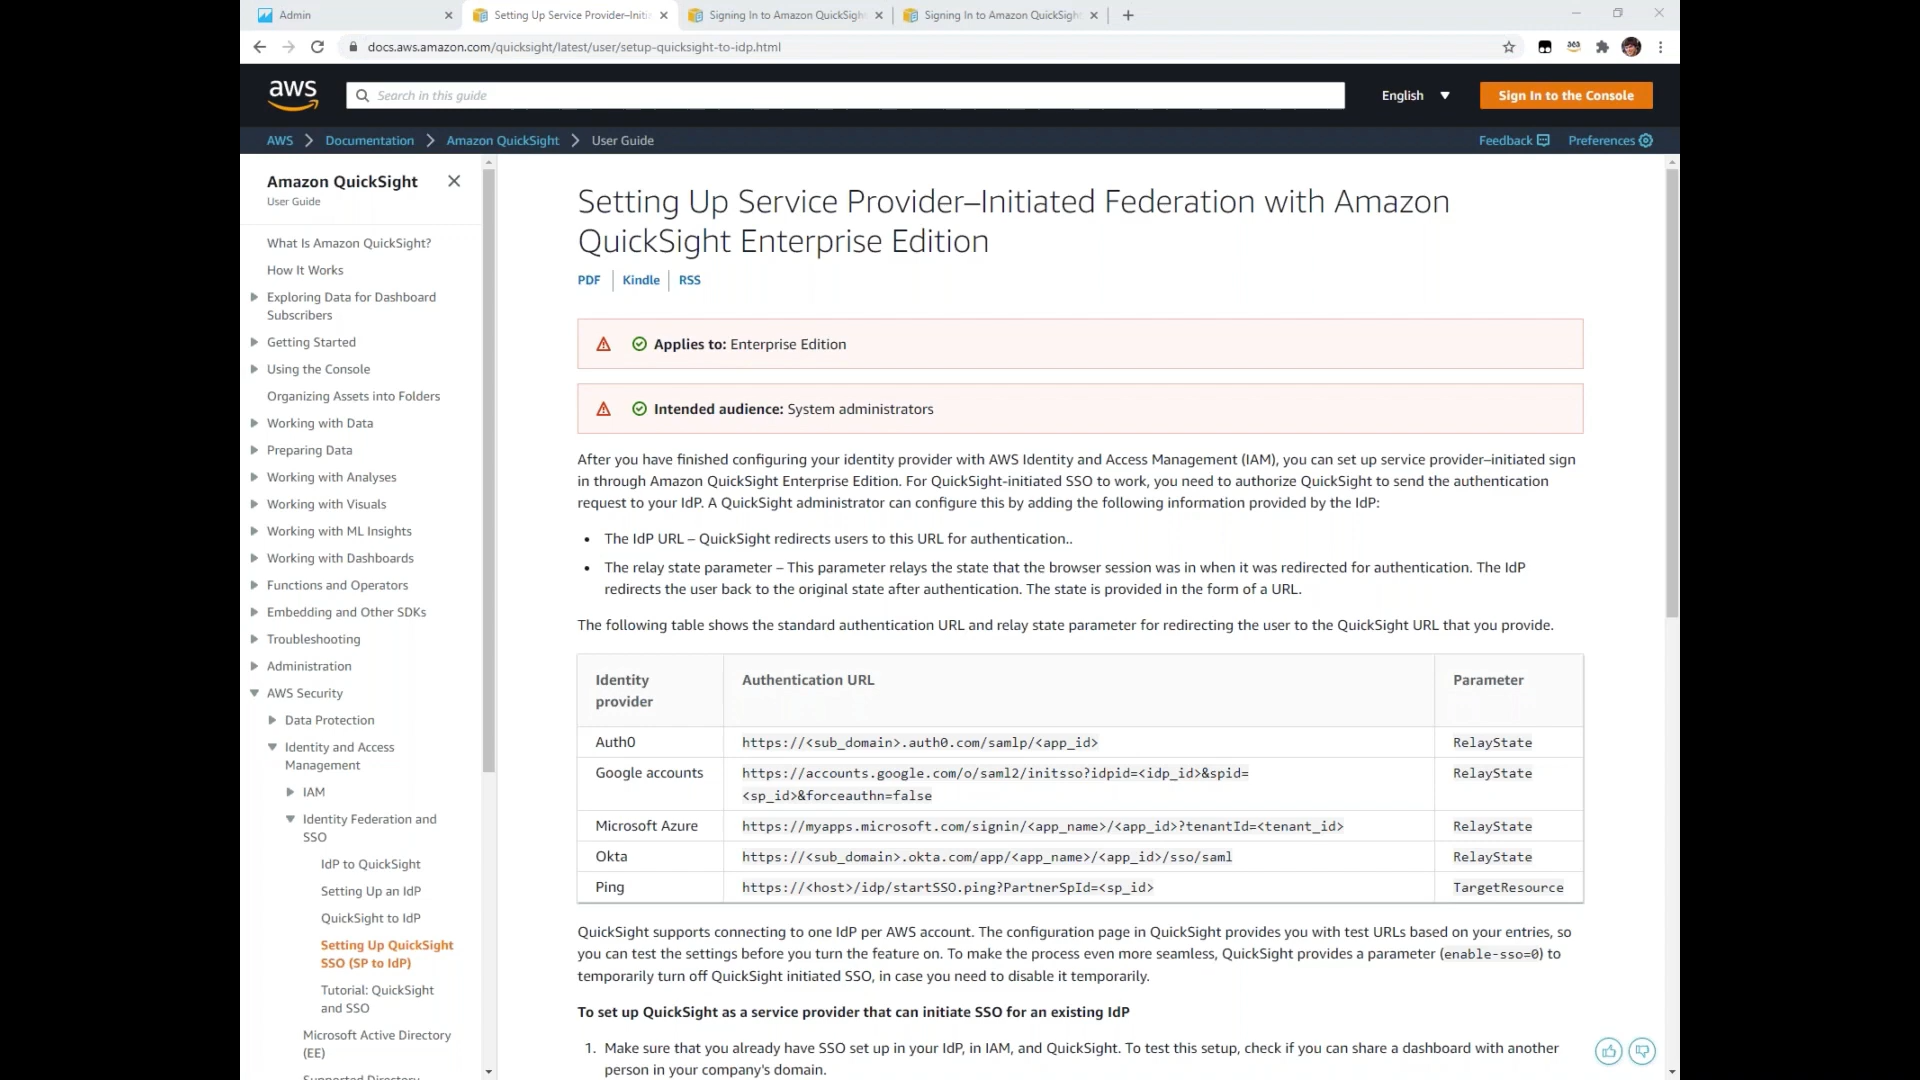 Admin
Setting Up Service Provider–Initi
Signing In to Amazon QuickSight
Signing In to Amazon QuickSight
docs.aws.amazon.com/quicksight/latest/user/setup-quicksight-to-idp.html
aws
Search in this guide
English
Sign In to the Console
AWS
Documentation
Amazon QuickSight
User Guide
Feedback
Preferences
Amazon QuickSight
User Guide
What Is Amazon QuickSight?
How It Works
Exploring Data for Dashboard
Subscribers
Getting Started
Using the Console
Organizing Assets into Folders
Working with Data
Preparing Data
Working with Analyses
Working with Visuals
Working with ML Insights
Working with Dashboards
Functions and Operators
Embedding and Other SDKs
Troubleshooting
Administration
AWS Security
Data Protection
Identity and Access
Management
IAM
Identity Federation and
SSO
IdP to QuickSight
Setting Up an IdP
QuickSight to IdP
Setting Up QuickSight
SSO (SP to IdP)
Tutorial: QuickSight
and SSO
Microsoft Active Directory
(EE)
Supported Directory
Setting Up Service Provider–Initiated Federation with Amazon
QuickSight Enterprise Edition
PDF
Kindle
RSS
Applies to: Enterprise Edition
Intended audience: System administrators
After you have finished configuring your identity provider with AWS Identity and Access Management (IAM), you can set up service provider–initiated sign
in through Amazon QuickSight Enterprise Edition. For QuickSight-initiated SSO to work, you need to authorize QuickSight to send the authentication
request to your IdP. A QuickSight administrator can configure this by adding the following information provided by the IdP:
• The IdP URL – QuickSight redirects users to this URL for authentication..
• The relay state parameter – This parameter relays the state that the browser session was in when it was redirected for authentication. The IdP
redirects the user back to the original state after authentication. The state is provided in the form of a URL.
The following table shows the standard authentication URL and relay state parameter for redirecting the user to the QuickSight URL that you provide.
Identity
provider
Authentication URL
Parameter
Auth0
https://<sub_domain>.auth0.com/samlp/<app_id>
RelayState
Google accounts
https://accounts.google.com/o/saml2/initsso?idpid=<idp_id>&spid=
<sp_id>&forceauthn=false
RelayState
Microsoft Azure
https://myapps.microsoft.com/signin/<app_name>/<app_id>?tenantId=<tenant_id>
RelayState
Okta
https://<sub_domain>.okta.com/app/<app_name>/<app_id>/sso/saml
RelayState
Ping
https://<host>/idp/startSSO.ping?PartnerSpId=<sp_id>
TargetResource
QuickSight supports connecting to one IdP per AWS account. The configuration page in QuickSight provides you with test URLs based on your entries, so
you can test the settings before you turn the feature on. To make the process even more seamless, QuickSight provides a parameter (enable-sso=0) to
temporarily turn off QuickSight initiated SSO, in case you need to disable it temporarily.
To set up QuickSight as a service provider that can initiate SSO for an existing IdP
1. Make sure that you already have SSO set up in your IdP, in IAM, and QuickSight. To test this setup, check if you can share a dashboard with another
person in your company's domain.